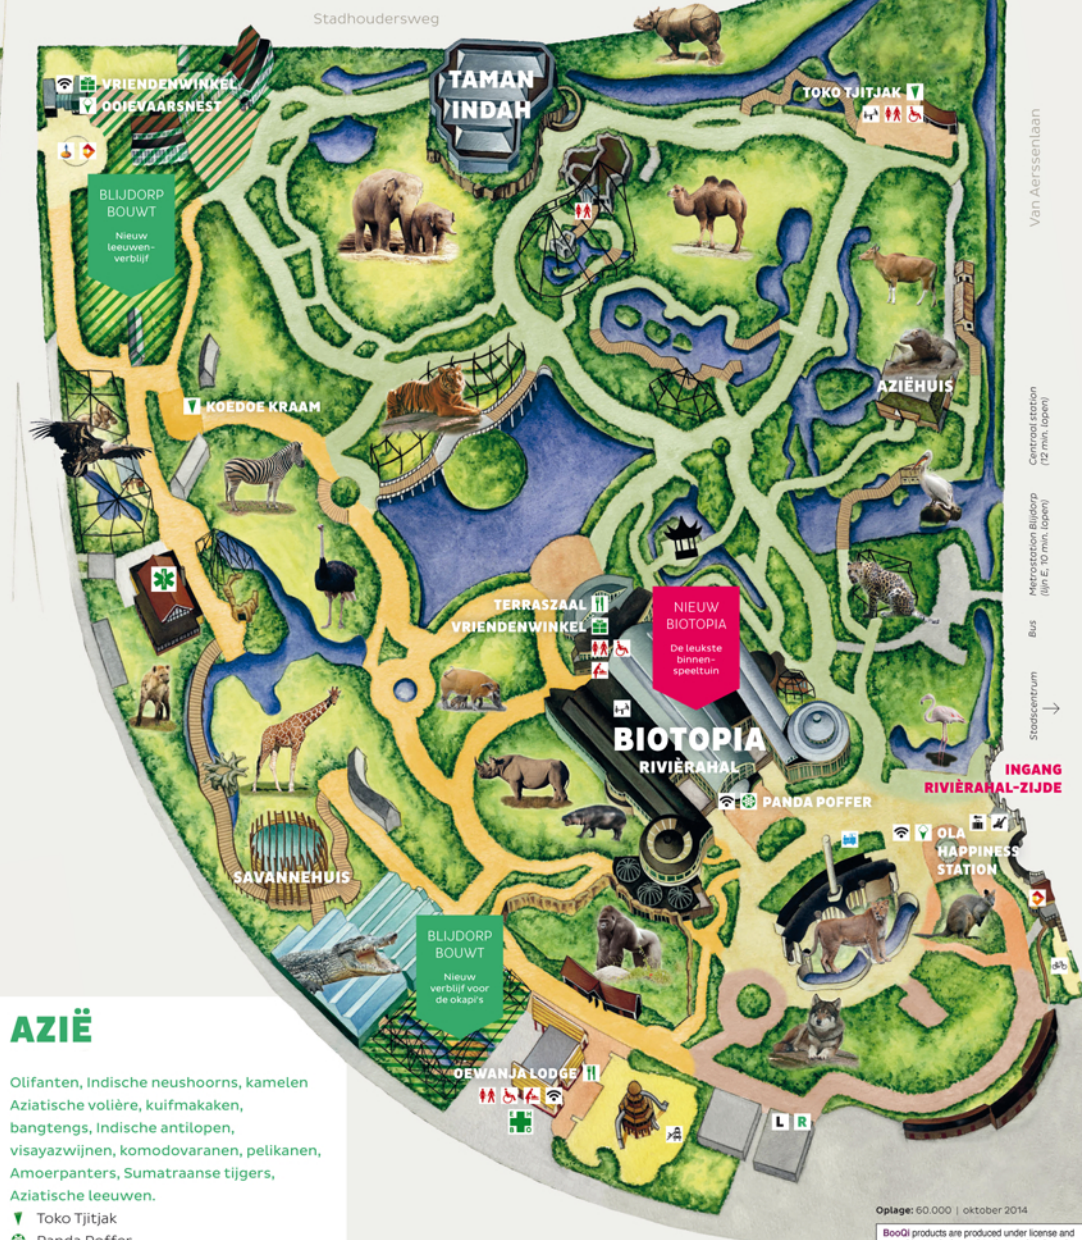 Stadhoudersweg
VRIENDENWINKEL
OOIEVAARSNEST
TAMAN
INDAH
TOKO TJITJAK
Van Aerssenlaan
BLIJDORP
BOUWT
Nieuw
leeuwen-
verblijf
KOEDOE KRAAM
AZIËHUIS
Centraal station
(12 min. lopen)
Metrostation Blijdorp
(lijn E, 10 min. lopen)
Bus
Stadscentrum
TERRASZAAL
VRIENDENWINKEL
NIEUW
BIOTOPIA
De leukste
binnen-
speeltuin
BIOTOPIA
RIVIÈRAHAL
INGANG
RIVIÈRAHAL-ZIJDE
PANDA POFFER
OLA
HAPPINESS
STATION
SAVANNEHUIS
BLIJDORP
BOUWT
Nieuw
verblijf voor
de okapi's
OEWANJA LODGE
E H
B O
L R
AZIË
Olifanten, Indische neushoorns, kamelen
Aziatische volière, kuifmakaken,
bangtengs, Indische antilopen,
visayazwijnen, komodovaranen, pelikanen,
Amoerpanters, Sumatraanse tijgers,
Aziatische leeuwen.
Toko Tjitjak
Panda Poffer
Oplage: 60.000 | oktober 2014
BooQi products are produced under license and